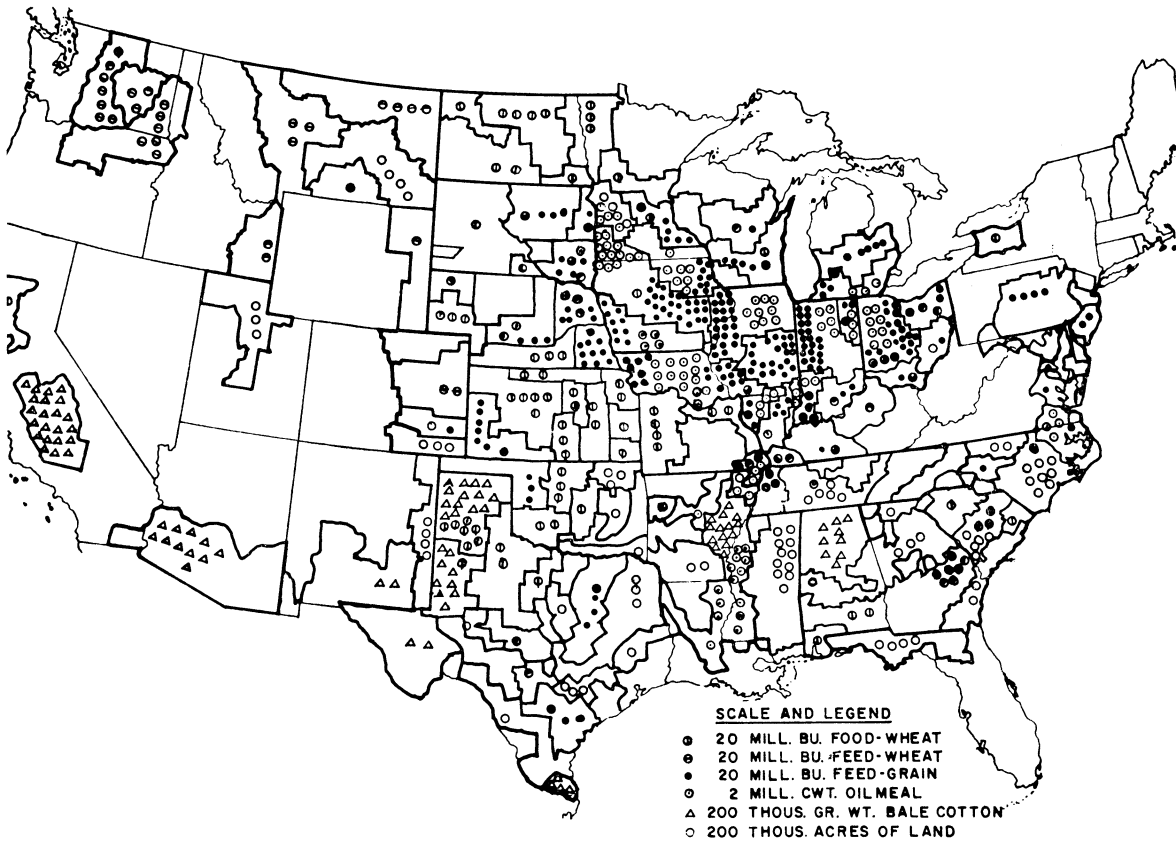 SCALE AND LEGEND
20 MILL. BU. FOOD-WHEAT
20 MILL. BU. FEED-WHEAT
20 MILL. BU. FEED-GRAIN
2 MILL. CWT. OILMEAL
200 THOUS. GR. WT. BALE COTTON
200 THOUS. ACRES OF LAND